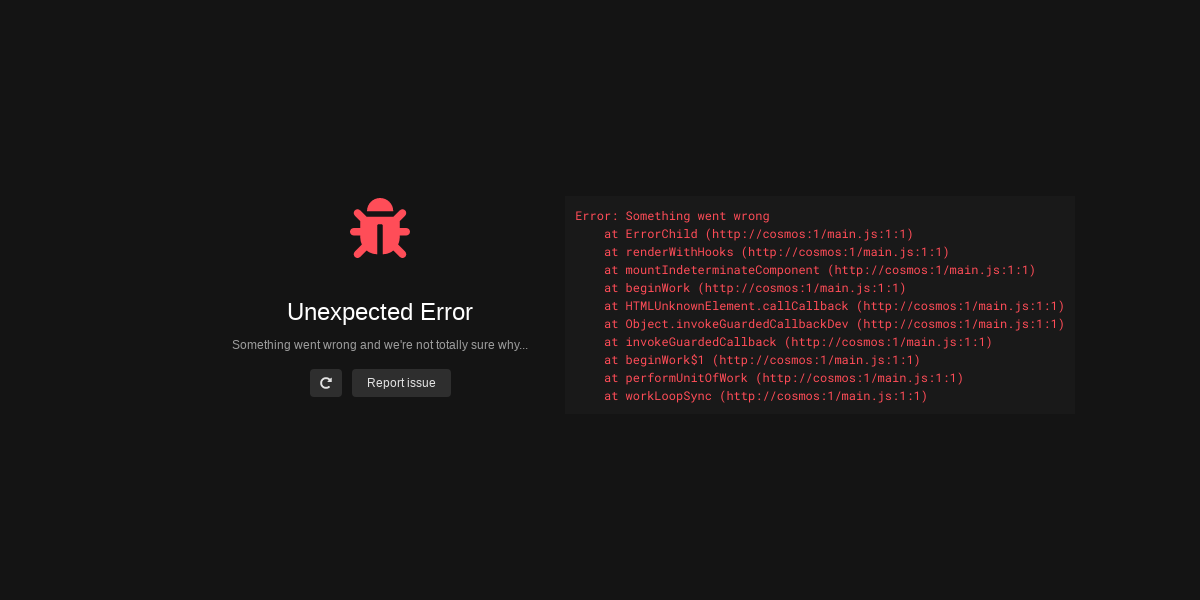 Unexpected Error
Something went wrong and we're not totally sure why...
Report issue
Error: Something went wrong
    at ErrorChild (http://cosmos:1/main.js:1:1)
    at renderWithHooks (http://cosmos:1/main.js:1:1)
    at mountIndeterminateComponent (http://cosmos:1/main.js:1:1)
    at beginWork (http://cosmos:1/main.js:1:1)
    at HTMLUnknownElement.callCallback (http://cosmos:1/main.js:1:1)
    at Object.invokeGuardedCallbackDev (http://cosmos:1/main.js:1:1)
    at invokeGuardedCallback (http://cosmos:1/main.js:1:1)
    at beginWork$1 (http://cosmos:1/main.js:1:1)
    at performUnitOfWork (http://cosmos:1/main.js:1:1)
    at workLoopSync (http://cosmos:1/main.js:1:1)